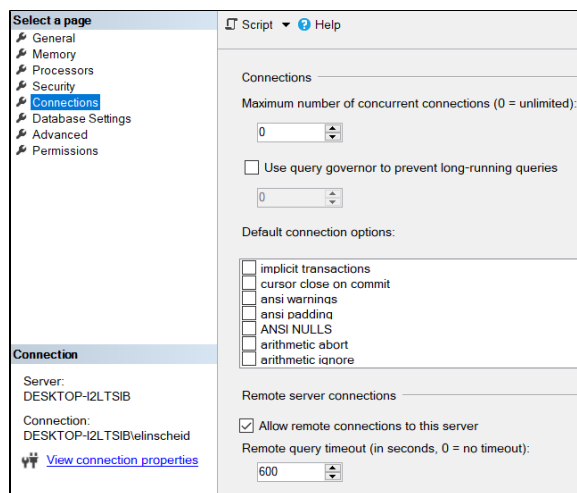 Select a page
General
Memory
Processors
Security
Connections
Database Settings
Advanced
Permissions
Connection
Server:
DESKTOP-I2LTSIB
Connection:
DESKTOP-I2LTSIB\elinscheid
View connection properties
Script Help
Connections
Maximum number of concurrent connections (0 = unlimited):
0
Use query governor to prevent long-running queries
0
Default connection options:
implicit transactions
cursor close on commit
ansi warnings
ansi padding
ANSI NULLS
arithmetic abort
arithmetic ignore
Remote server connections
Allow remote connections to this server
Remote query timeout (in seconds, 0 = no timeout):
600